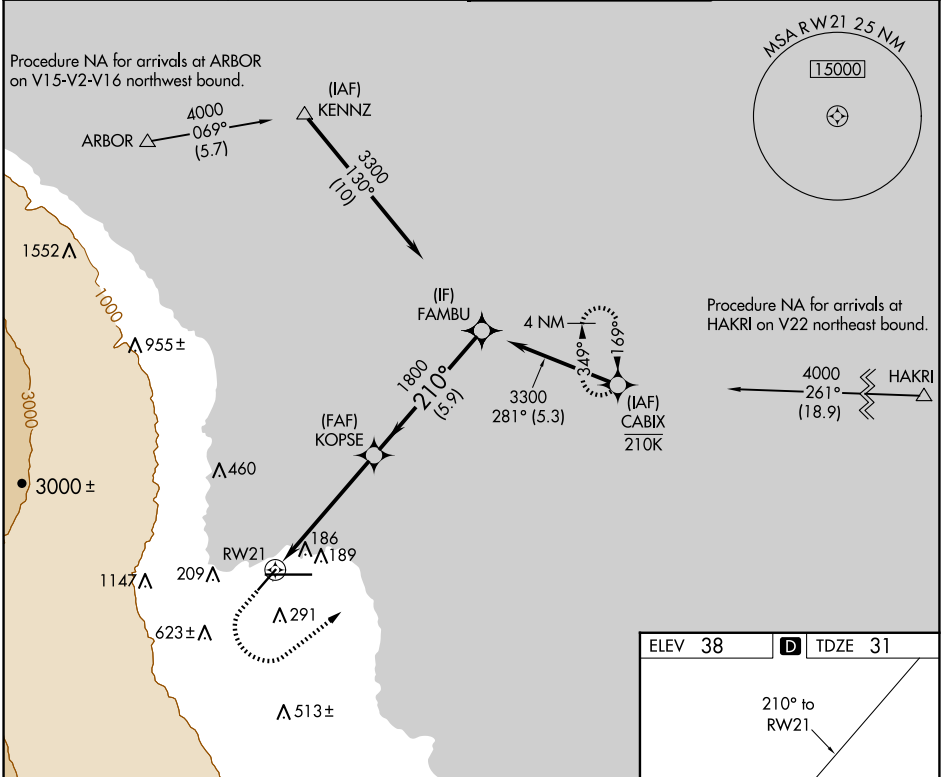 Procedure NA for arrivals at ARBOR
on V15-V2-V16 northwest bound.
MSA RW21 25 NM
15000
(IAF)
KENNZ
4000
069°
(5.7)
ARBOR
3300
130°
(10)
1552
1000
955±
(IF)
FAMBU
4 NM
349°
169°
Procedure NA for arrivals at
HAKRI on V22 northeast bound.
1800
210°
(5.9)
3300
281° (5.3)
(IAF)
CABIX
210K
4000
261°
(18.9)
HAKRI
3000
(FAF)
KOPSE
460
3000±
RW21
186
189
1147
209
291
623±
513±
ELEV 38
D
TDZE 31
210° to
RW21